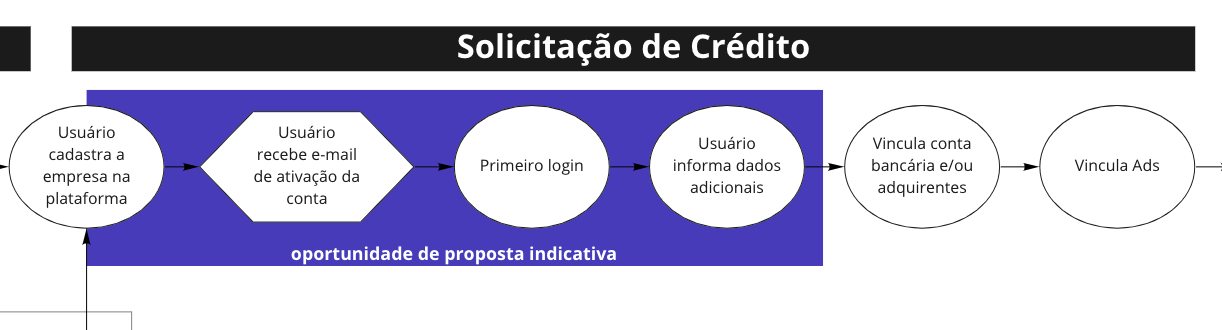 Solicitação de Crédito
Usuário
cadastra a
empresa na
plataforma
Usuário
recebe e-mail
de ativação da
conta
Primeiro login
Usuário
informa dados
adicionais
Vincula conta
bancária e/ou
adquirentes
Vincula Ads
oportunidade de proposta indicativa